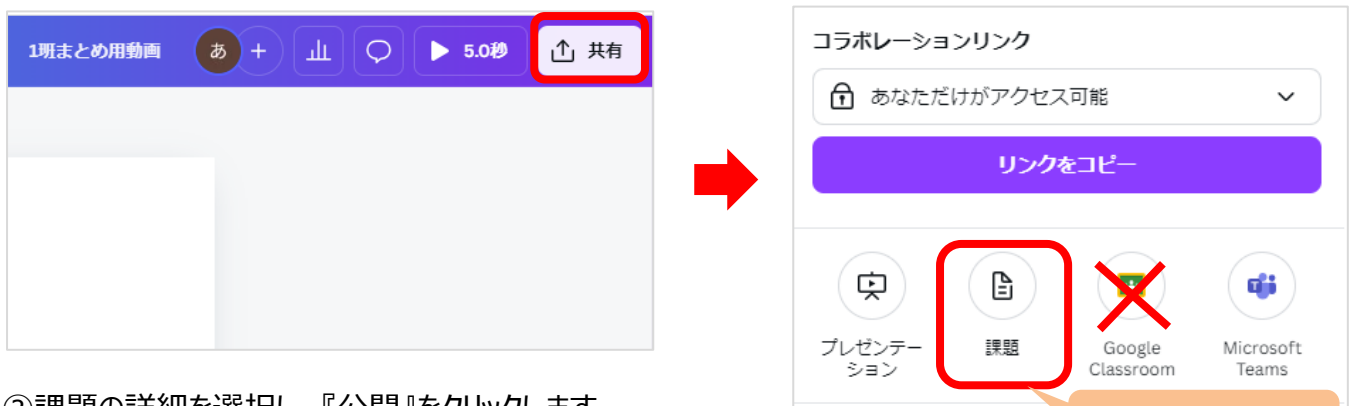 1班まとめ用動画
あ
+
5.0秒
共有
コラボレーションリンク
あなただけがアクセス可能
リンクをコピー
プレゼンテー
ション
課題
Google
Classroom
Microsoft
Teams
②課題の詳細を選択し、『公開』をクリックします